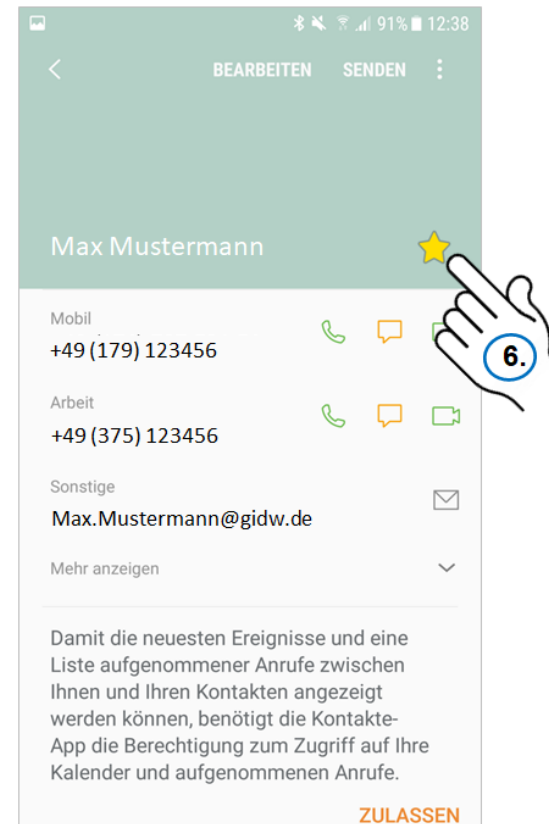 91% 12:38
BEARBEITEN SENDEN
Max Mustermann
6.
Mobil
+49 (179) 123456
Arbeit
+49 (375) 123456
Sonstige
Max.Mustermann@gidw.de
Mehr anzeigen
Damit die neuesten Ereignisse und eine
Liste aufgenommener Anrufe zwischen
Ihnen und Ihren Kontakten angezeigt
werden können, benötigt die Kontakte-
App die Berechtigung zum Zugriff auf Ihre
Kalender und aufgenommenen Anrufe.
ZULASSEN